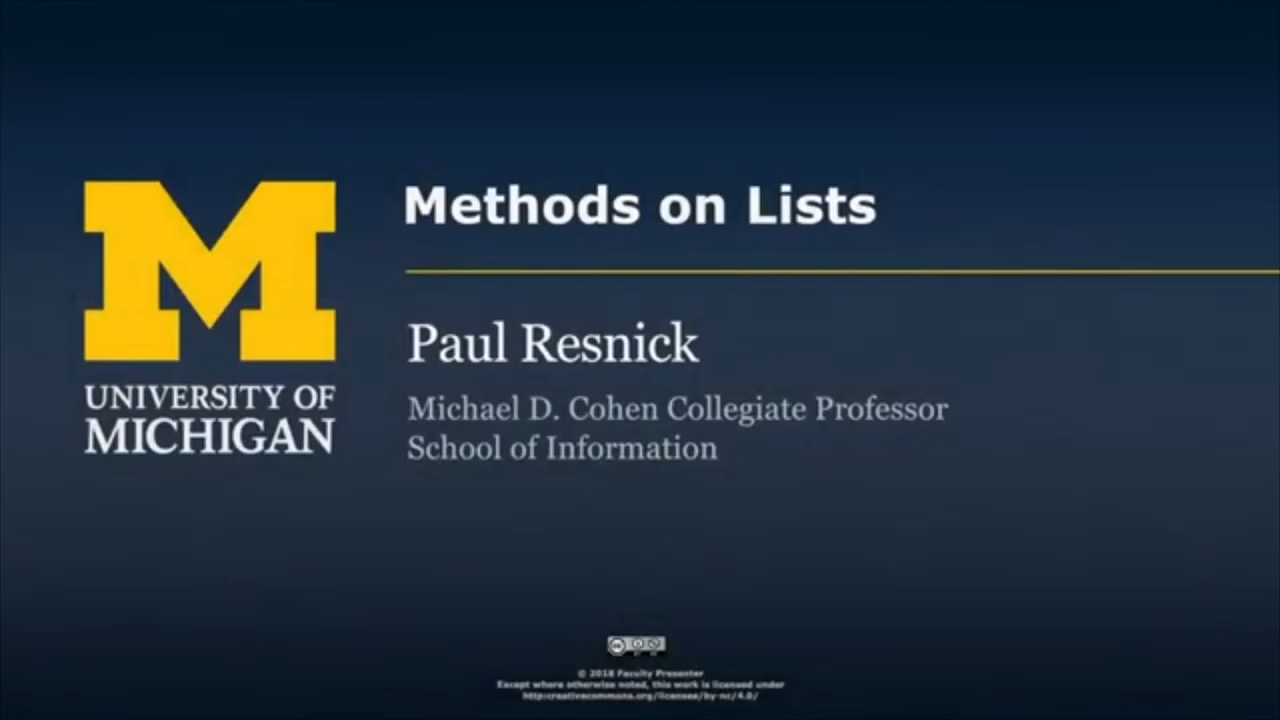 Methods on Lists
Paul Resnick
Michael D. Cohen Collegiate Professor
School of Information
UNIVERSITY OF
MICHIGAN
© 2018 Faculty Presenter
Except where otherwise noted, this work is licensed under
http:creativecommons.org/licenses/by-nc/4.0/